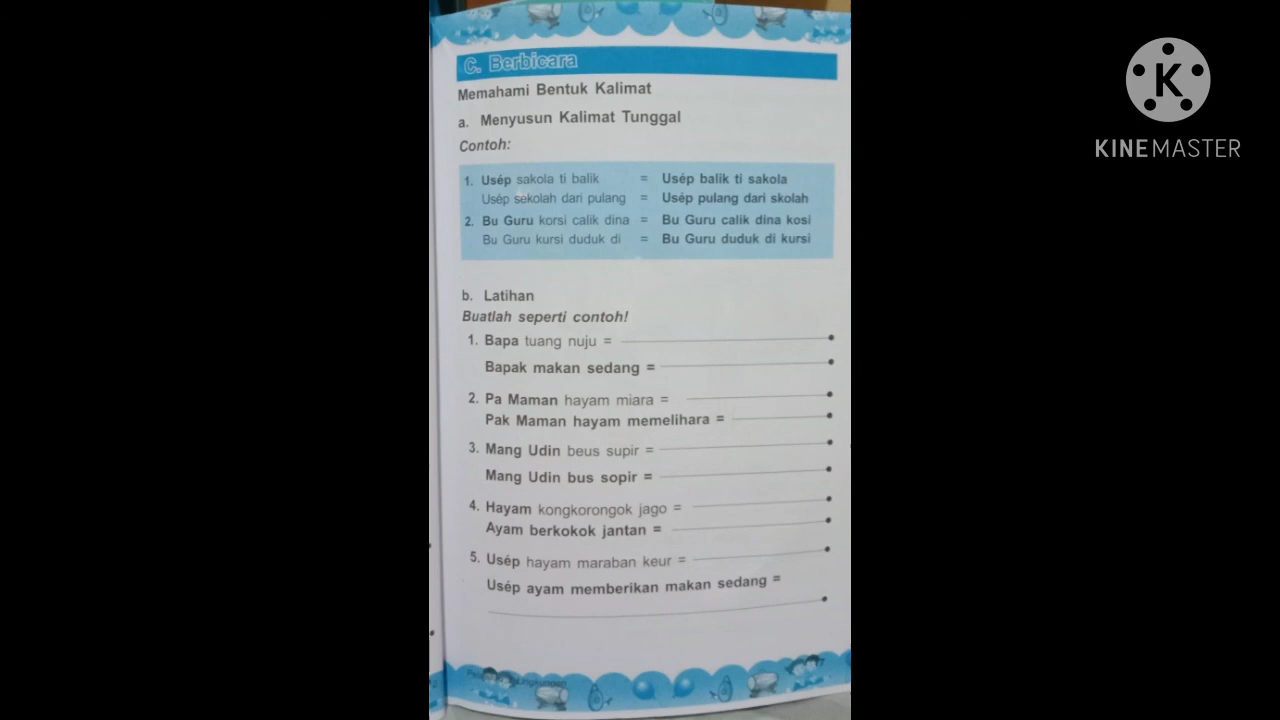 C. Berbicara
Memahami Bentuk Kalimat
a. Menyusun Kalimat Tunggal
Contoh:
1. Usép sakola ti balik = Usép balik ti sakola
Usép sekolah dari pulang = Usép pulang dari skolah
2. Bu Guru korsi calik dina = Bu Guru calik dina kosi
Bu Guru kursi duduk di = Bu Guru duduk di kursi
b. Latihan
Buatlah seperti contoh!
1. Bapa tuang nuju =
Bapak makan sedang =
2. Pa Maman hayam miara =
Pak Maman hayam memelihara =
3. Mang Udin beus supir =
Mang Udin bus sopir =
4. Hayam kongkorongok jago =
Ayam berkokok jantan =
5. Usép hayam maraban keur =
Usép ayam memberikan makan sedang =
KINEMASTER